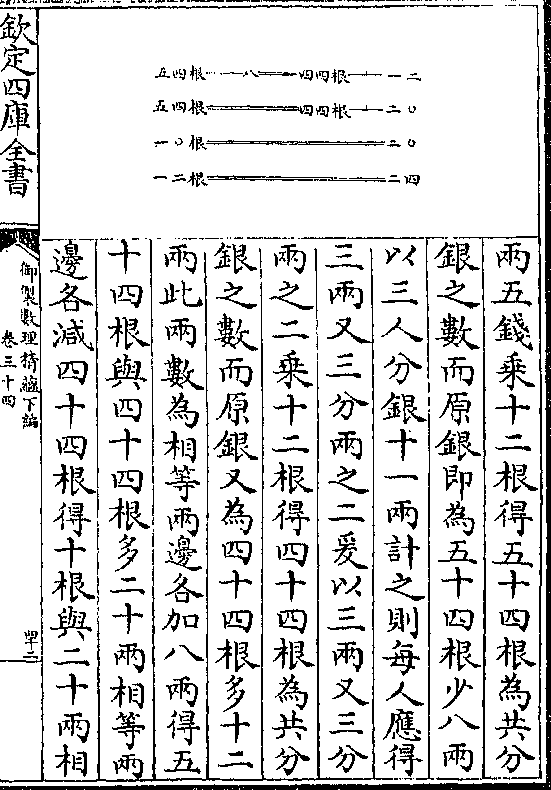 五四根一八＝四四根⊥一二
五四根＝四四根⊥二〇
一〇根＝二〇
一二根＝二四
兩五錢乘十二根得五十四根為共分
銀之數而原銀即為五十四根少八兩
以三人分銀十一兩計之則每人應得
三兩又三分兩之二爰以三兩又三分
兩之二乘十二根得四十四根為共分
銀之數而原銀又為四十四根多十二
兩此兩數為相等兩邊各加八兩得五
十四根與四十四根多二十兩相等兩
邊各減四十四根得十根與二十兩相
欽定四庫全書
御製數理精蘊下編
卷三十四